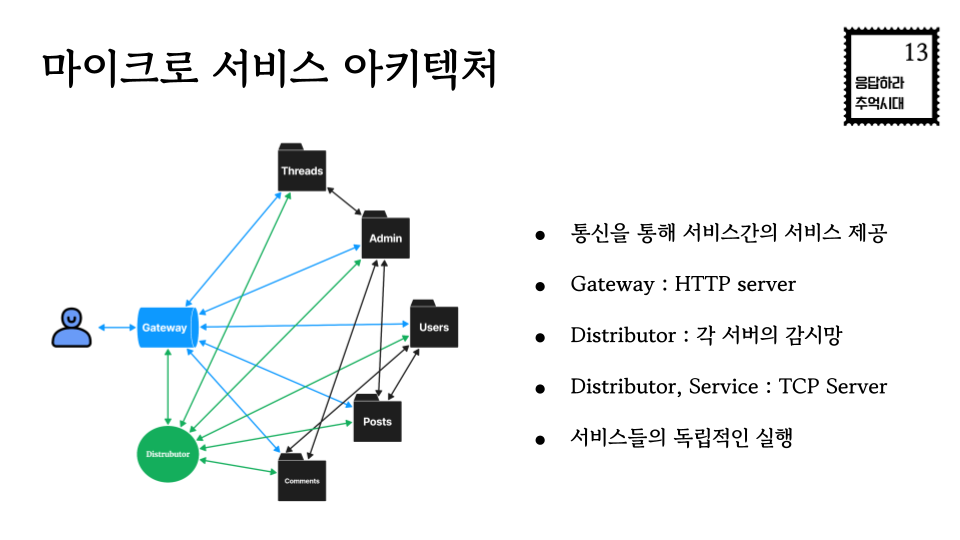 마이크로 서비스 아키텍처
13
응답하라
추억시대
Threads
Admin
Gateway
Users
Posts
Distrubutor
Comments
● 통신을 통해 서비스간의 서비스 제공
● Gateway : HTTP server
● Distributor : 각 서버의 감시망
● Distributor, Service : TCP Server
● 서비스들의 독립적인 실행